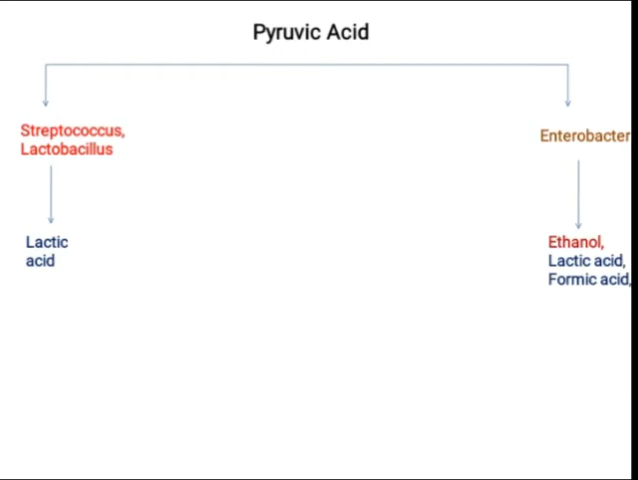 Pyruvic Acid
Streptococcus,
Lactobacillus
Enterobacter
Lactic
acid
Ethanol,
Lactic acid,
Formic acid,